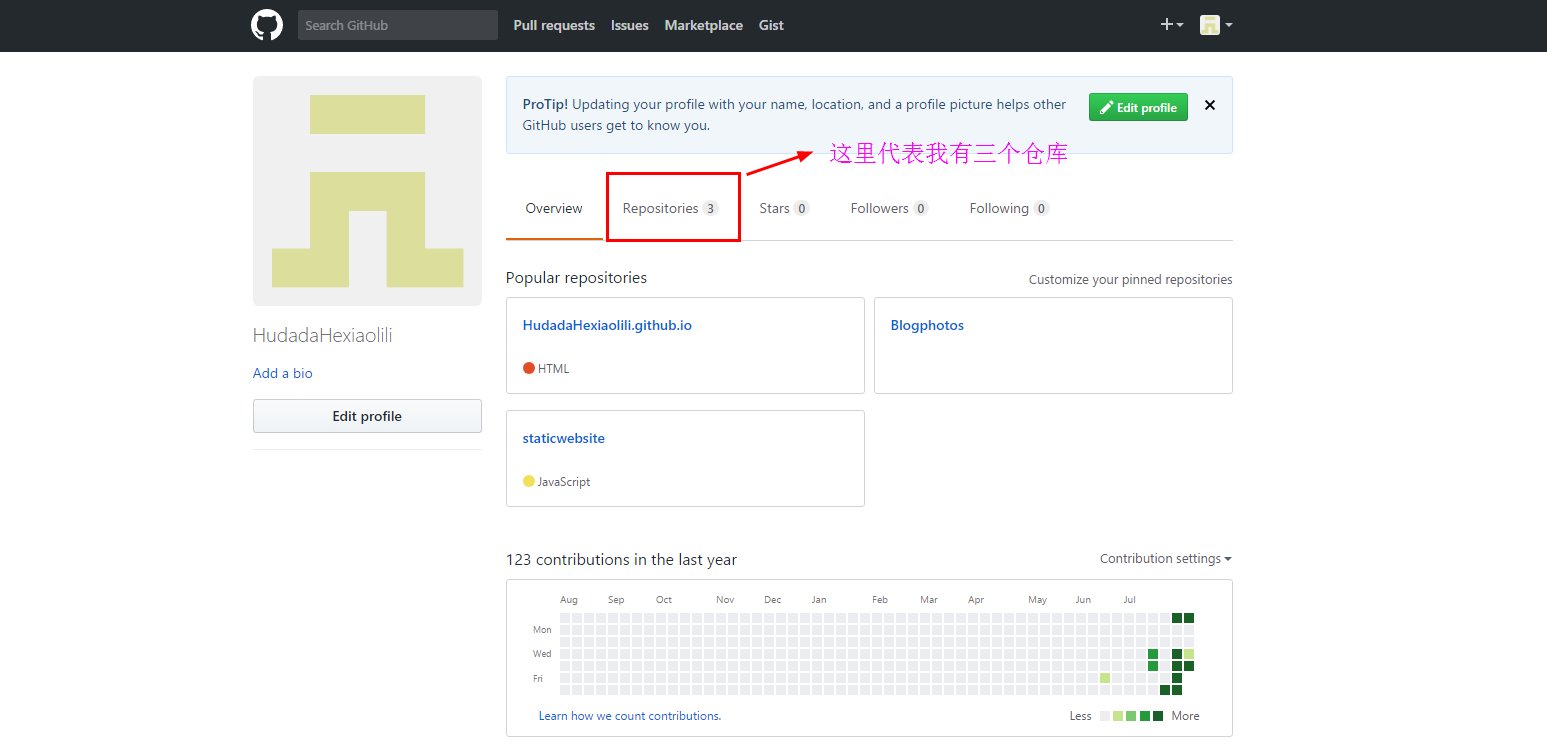 Search GitHub
Pull requests
Issues
Marketplace
Gist
ProTip! Updating your profile with your name, location, and a profile picture helps other
GitHub users get to know you.
Edit profile
这里代表我有三个仓库
Overview
Repositories 3
Stars 0
Followers 0
Following 0
HudadaHexiaolili
Add a bio
Edit profile
Popular repositories
Customize your pinned repositories
HudadaHexiaolili.github.io
HTML
Blogphotos
staticwebsite
JavaScript
123 contributions in the last year
Contribution settings
Aug Sep Oct Nov Dec Jan Feb Mar Apr May Jun Jul
Mon
Wed
Fri
Learn how we count contributions.
Less
More